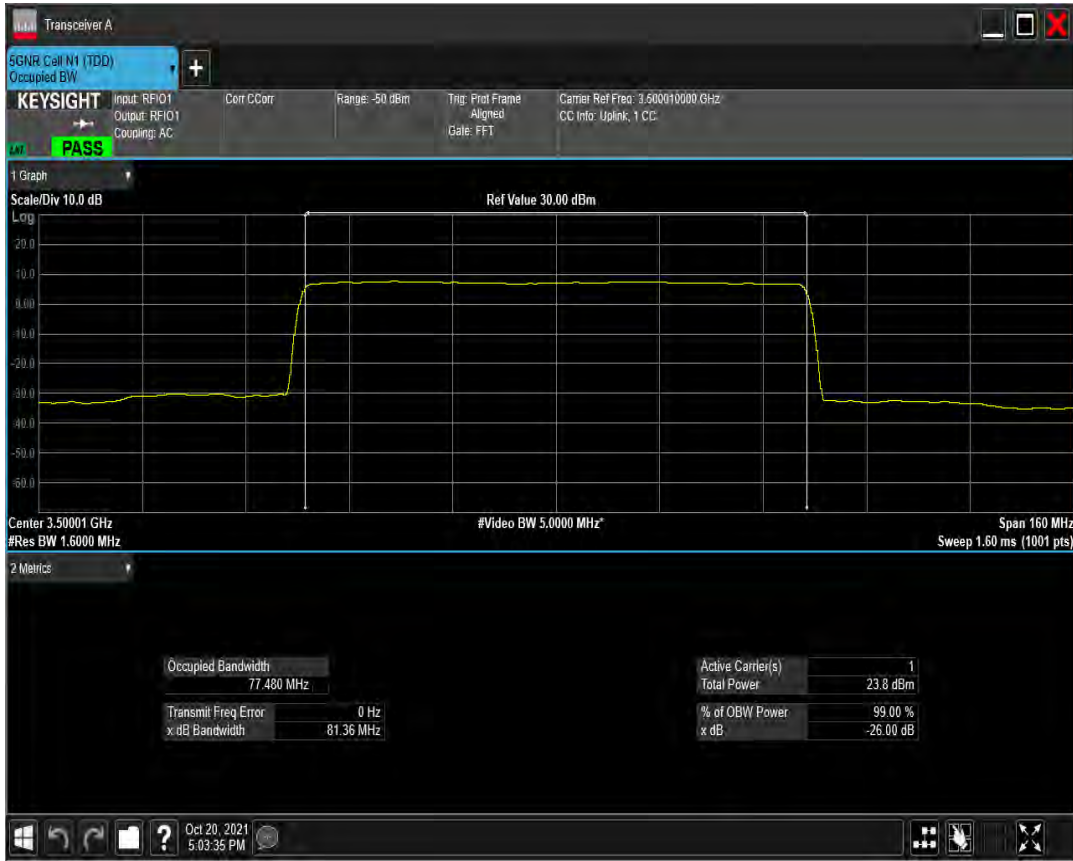 Transceiver A
5GNR Cell N1 (TDD)
Occupied BW
+
KEYSIGHT
Input: RFIO1
Output: RFIO1
Coupling: AC
Corr CCorr
Range: -50 dBm
Trig: Prot Frame
Aligned
Gate: FFT
Carrier Ref Freq: 3.500010000 GHz
CC Info: Uplink, 1 CC
PASS
1 Graph
Scale/Div 10.0 dB
Ref Value 30.00 dBm
Log
20.0
10.0
0.00
-10.0
-20.0
-30.0
-40.0
-50.0
-60.0
Center 3.50001 GHz
#Video BW 5.0000 MHz*
Span 160 MHz
#Res BW 1.6000 MHz
Sweep 1.60 ms (1001 pts)
2 Metrics
Occupied Bandwidth
77.480 MHz
Transmit Freq Error 0 Hz
x dB Bandwidth 81.36 MHz
Active Carrier(s) 1
Total Power 23.8 dBm
% of OBW Power 99.00 %
x dB -26.00 dB
?
Oct 20, 2021
5:03:35 PM